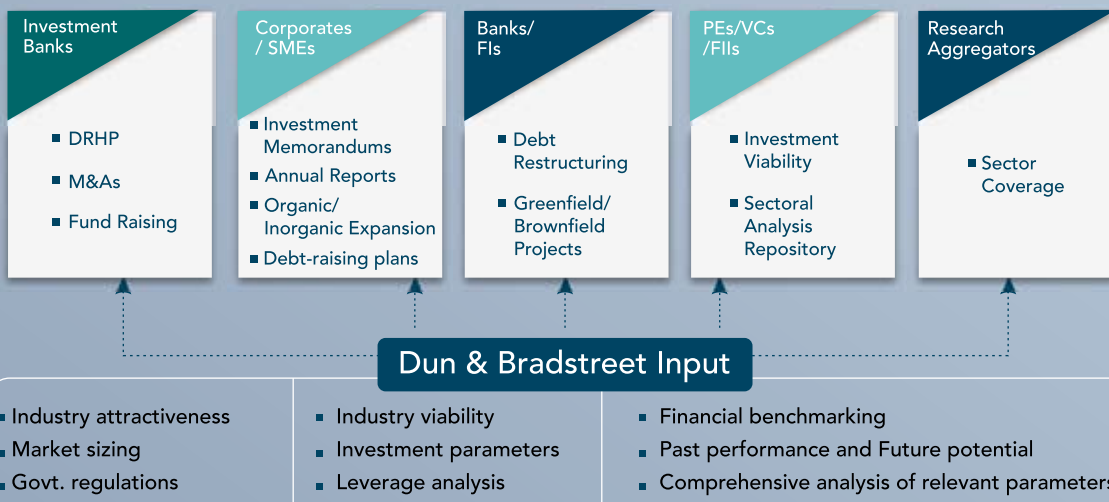 Investment
Banks
■ DRHP
■ M&As
■ Fund Raising
Corporates
/ SMEs
■ Investment
Memorandums
■ Annual Reports
■ Organic/
Inorganic Expansion
■ Debt-raising plans
Banks/
FIs
■ Debt
Restructuring
■ Greenfield/
Brownfield
Projects
PEs/VCs
/FIIs
■ Investment
Viability
■ Sectoral
Analysis
Repository
Research
Aggregators
■ Sector
Coverage
Dun & Bradstreet Input
■ Industry attractiveness
■ Market sizing
■ Govt. regulations
■ Industry viability
■ Investment parameters
■ Leverage analysis
■ Financial benchmarking
■ Past performance and Future potential
■ Comprehensive analysis of relevant parameters